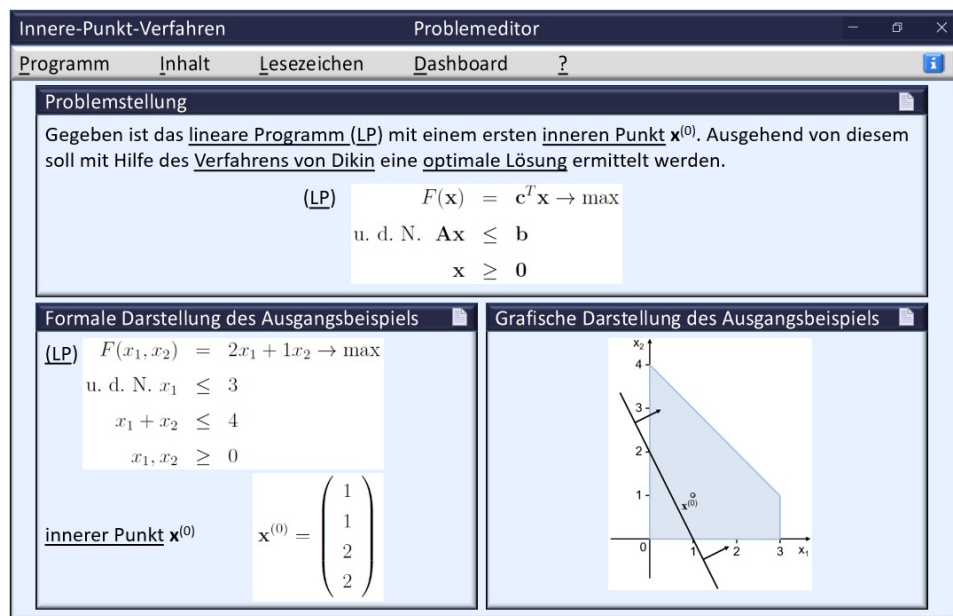 Innere-Punkt-Verfahren Problemeditor
Programm Inhalt Lesezeichen Dashboard ?
Problemstellung
Gegeben ist das lineare Programm (LP) mit einem ersten inneren Punkt x⁽⁰⁾. Ausgehend von diesem
soll mit Hilfe des Verfahrens von Dikin eine optimale Lösung ermittelt werden.
(LP) F(x) = cᵀx → max
u. d. N. Ax ≤ b
x ≥ 0
Formale Darstellung des Ausgangsbeispiels
(LP) F(x₁, x₂) = 2x₁ + 1x₂ → max
u. d. N. x₁ ≤ 3
x₁ + x₂ ≤ 4
x₁, x₂ ≥ 0
innerer Punkt x⁽⁰⁾ x⁽⁰⁾ =
1
1
2
2
Grafische Darstellung des Ausgangsbeispiels
x₂
4
3
2
1
x⁽⁰⁾
0 1 2 3 x₁